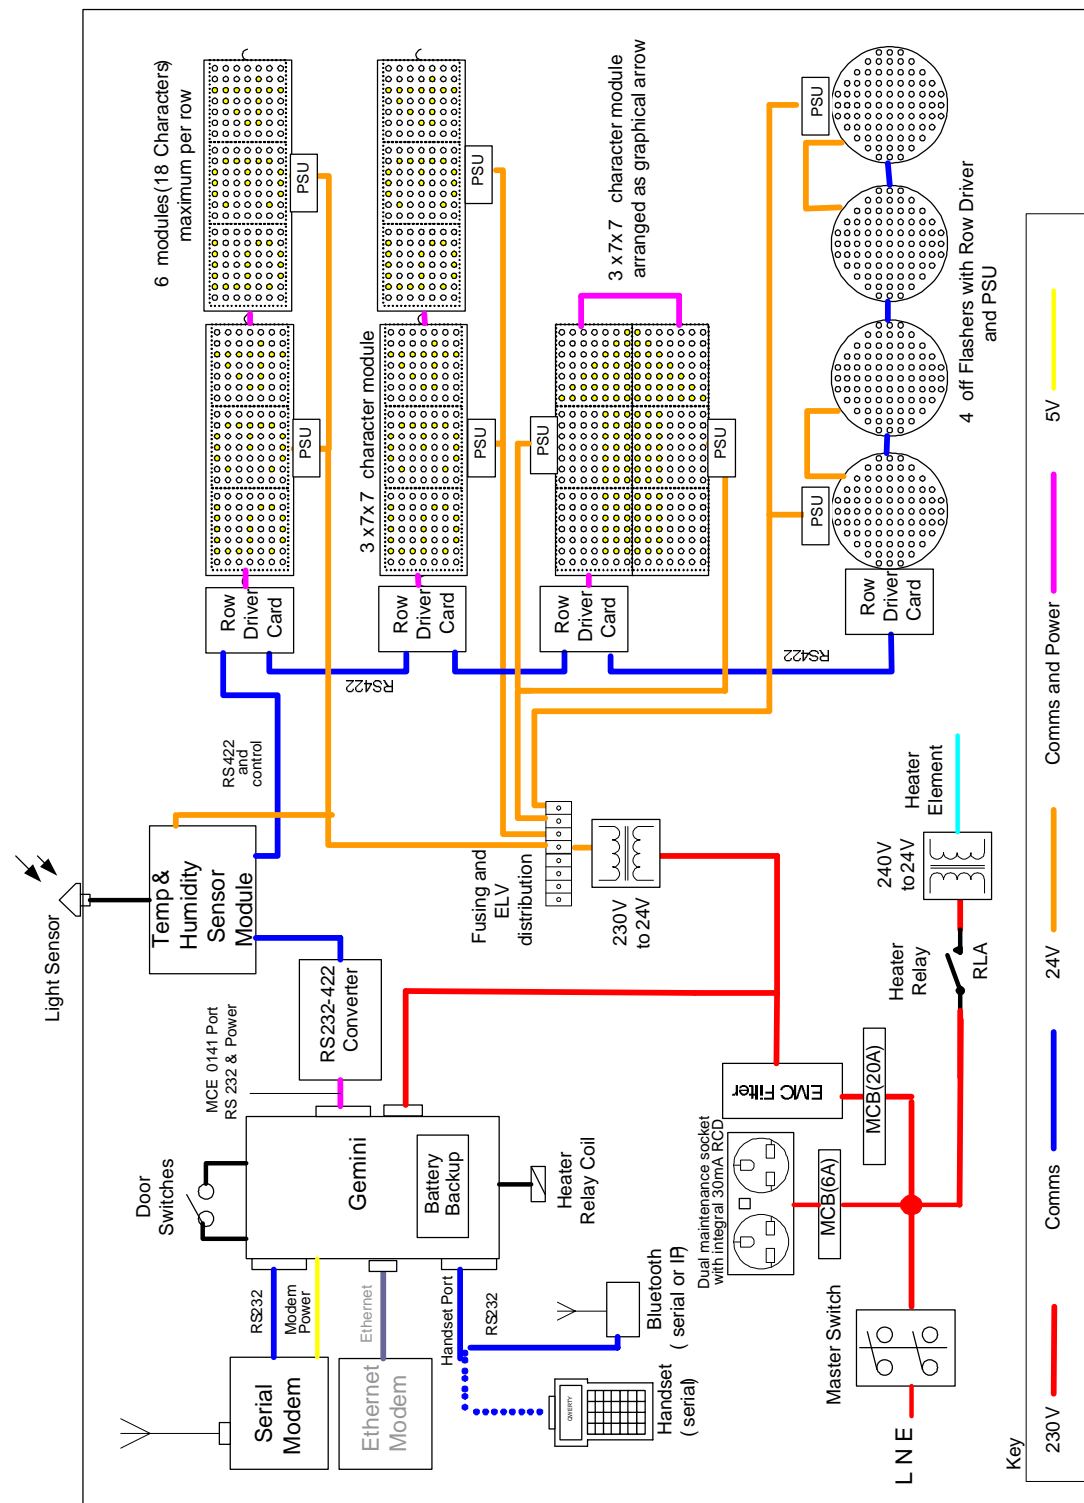 Light Sensor
Temp &
Humidity
Sensor
Module
RS422
and
control
Row
Driver
Card
6 modules(18 Characters)
maximum per row
PSU
PSU
RS422
Row
Driver
Card
3 x7x7 character module
PSU
PSU
Row
Driver
Card
3 x7x7 character module
arranged as graphical arrow
PSU
PSU
RS422
Row
Driver
Card
PSU
PSU
4 off Flashers with Row Driver
and PSU
Door
Switches
MCE 0141 Port
RS 232 & Power
RS232-422
Converter
Gemini
Battery
Backup
Heater
Relay Coil
RS232
Modem
Power
Ethernet
Handset Port
RS232
Serial
Modem
Ethernet
Modem
QWERTY
Handset
( serial)
Bluetooth
( serial or IP)
Fusing and
ELV
distribution
230V
to 24V
EMC Filter
Dual maintenance socket
with integral 30mA RCD
MCB(6A)
MCB(20A)
Master Switch
L N E
Heater
Relay
RLA
240V
to 24V
Heater
Element
Key
230V
Comms
24V
Comms and Power
5V